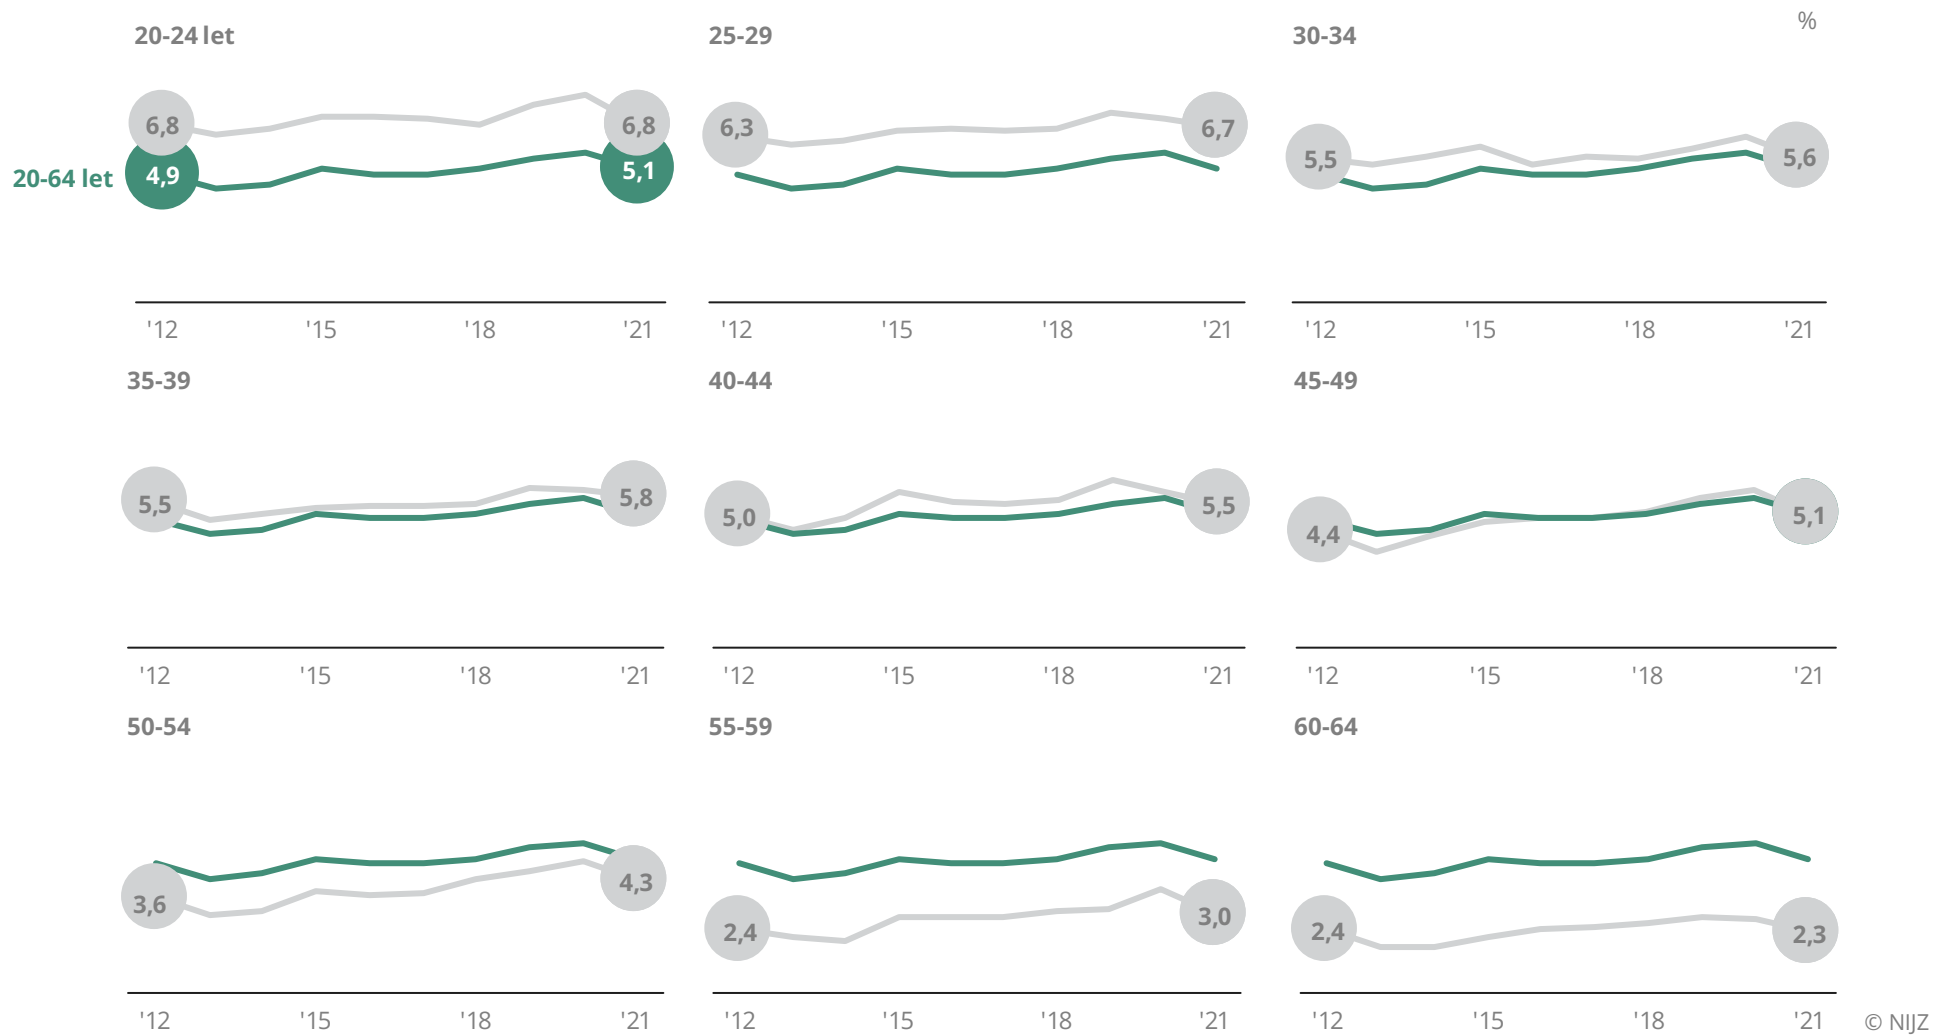 %
20-24 let 25-29 30-34
6,8 6,8 6,3 6,7 5,5 5,6
20-64 let 4,9 5,1
'12 '15 '18 '21 '12 '15 '18 '21 '12 '15 '18 '21
35-39 40-44 45-49
5,5 5,8 5,0 5,5 4,4 5,1
'12 '15 '18 '21 '12 '15 '18 '21 '12 '15 '18 '21
50-54 55-59 60-64
3,6 4,3 2,4 3,0 2,4 2,3
'12 '15 '18 '21 '12 '15 '18 '21 '12 '15 '18 '21
© NIJZ